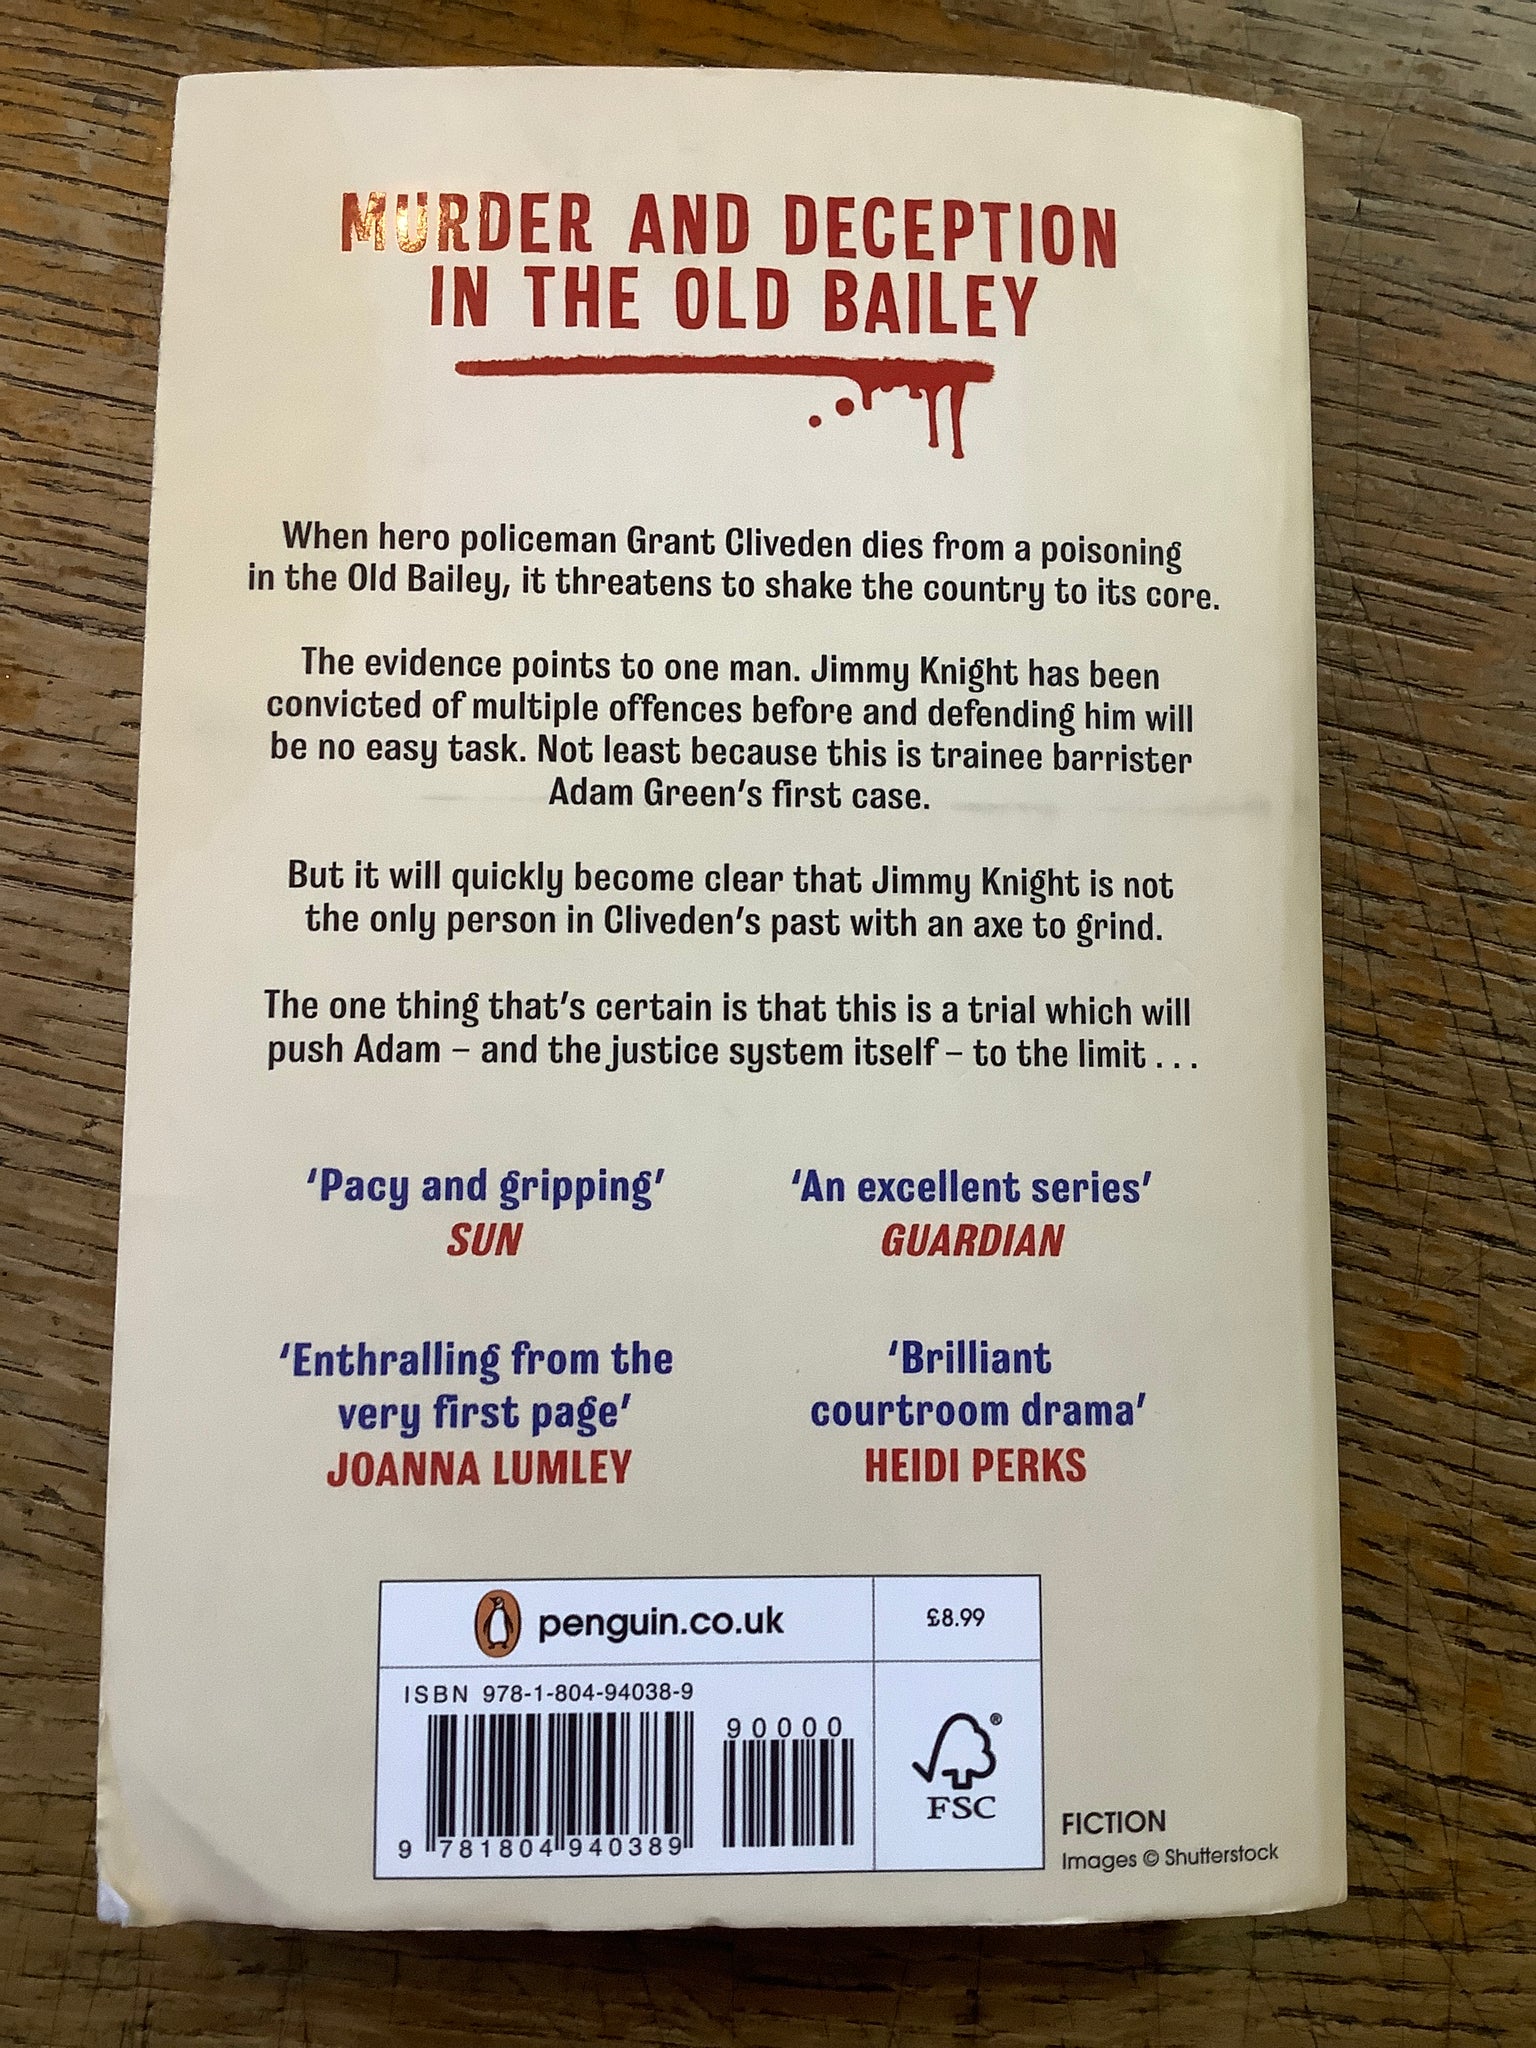 MURDER AND DECEPTION
IN THE OLD BAILEY
When hero policeman Grant Cliveden dies from a poisoning
in the Old Bailey, it threatens to shake the country to its core.
The evidence points to one man. Jimmy Knight has been
convicted of multiple offences before and defending him will
be no easy task. Not least because this is trainee barrister
Adam Green's first case.
But it will quickly become clear that Jimmy Knight is not
the only person in Cliveden's past with an axe to grind.
The one thing that's certain is that this is a trial which will
push Adam – and the justice system itself – to the limit . . .
'Pacy and gripping'
SUN
'An excellent series'
GUARDIAN
'Enthralling from the
very first page'
JOANNA LUMLEY
'Brilliant
courtroom drama'
HEIDI PERKS
penguin.co.uk
£8.99
ISBN 978-1-804-94038-9
90000
9 781804 940389
®
FSC
FICTION
Images © Shutterstock